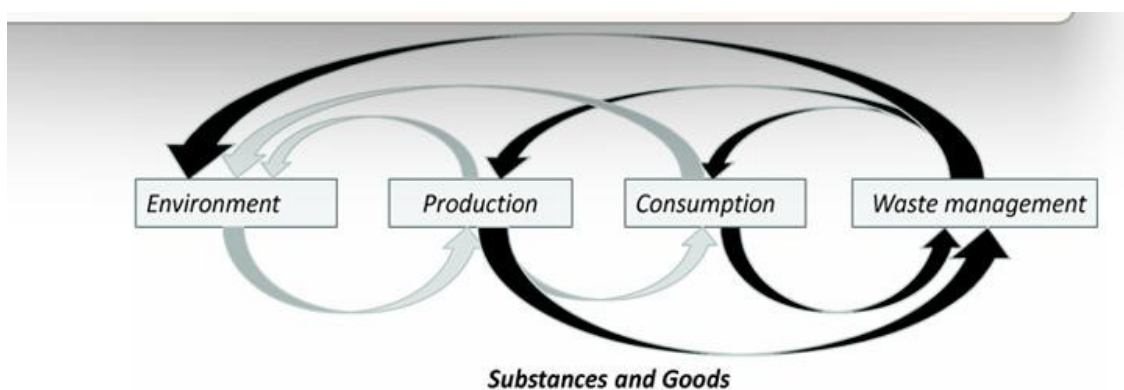 Environment
Production
Consumption
Waste management
Substances and Goods